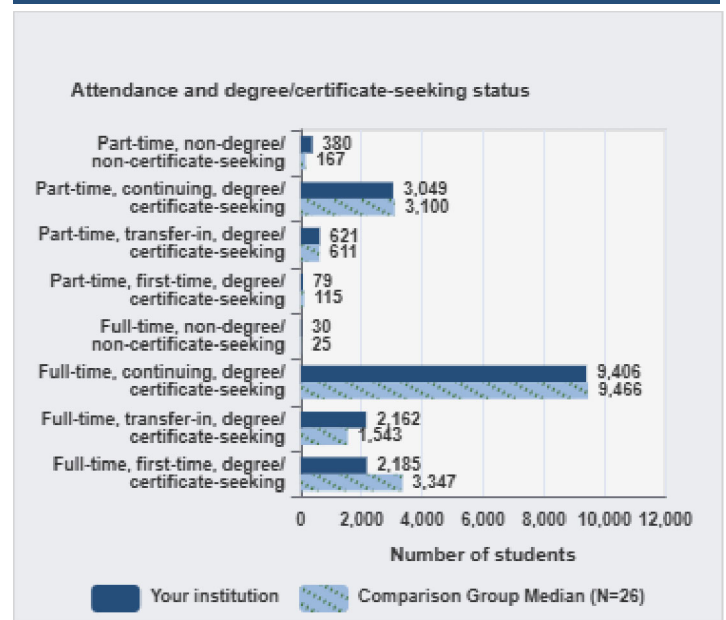 Attendance and degree/certificate-seeking status
Part-time, non-degree/
non-certificate-seeking
380
167
Part-time, continuing, degree/
certificate-seeking
3,049
3,100
Part-time, transfer-in, degree/
certificate-seeking
621
611
Part-time, first-time, degree/
certificate-seeking
79
115
Full-time, non-degree/
non-certificate-seeking
30
25
Full-time, continuing, degree/
certificate-seeking
9,406
9,466
Full-time, transfer-in, degree/
certificate-seeking
2,162
1,543
Full-time, first-time, degree/
certificate-seeking
2,185
3,347
0 2,000 4,000 6,000 8,000 10,000 12,000
Number of students
Your institution Comparison Group Median (N=26)